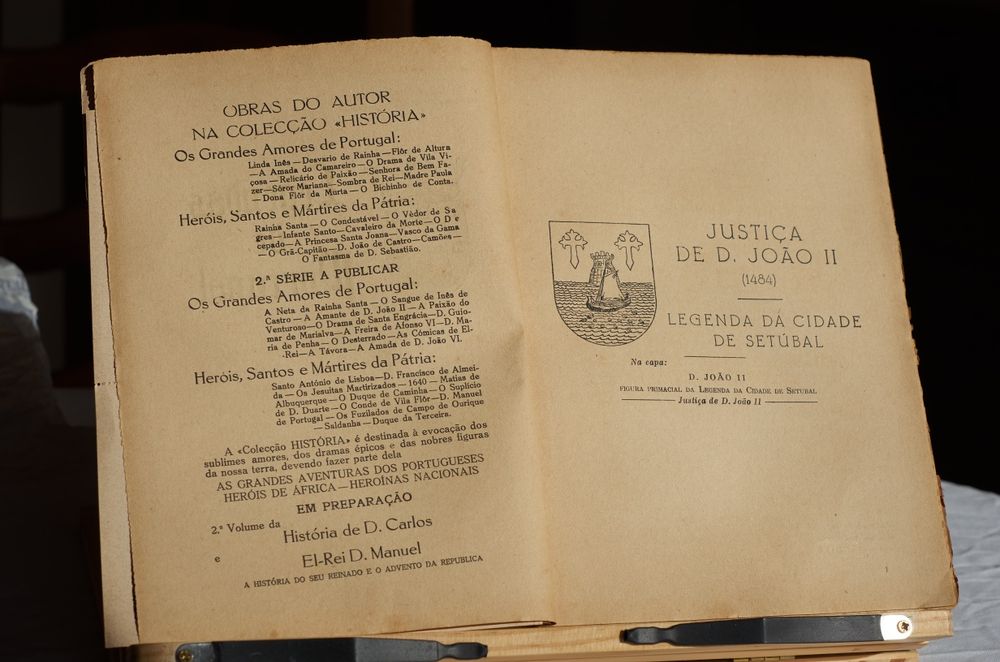 OBRAS DO AUTOR
NA COLECÇÃO «HISTÓRIA»
Os Grandes Amores de Portugal:
Linda Inês — Desvario de Rainha — Flôr de Altura
— A Amada do Camareiro — O Drama de Vila Vi-
çosa — Relicário de Paixão — Senhora de Bem Fa-
zer — Sóror Mariana — Sombra de Rei — Madre Paula
— Dona Flôr da Murta — O Bichinho de Conta.
Heróis, Santos e Mártires da Pátria:
Rainha Santa — O Condestável — O Vèdor de Sa
gres — Infante Santo — Cavaleiro da Morte — O D e
cepado — A Princesa Santa Joana — Vasco da Gama
— O Grã-Capitão — D. João de Castro — Camões —
O Fantasma de D. Sebastião.
2.ª SÉRIE A PUBLICAR
Os Grandes Amores de Portugal:
A Neta da Rainha Santa — O Sangue de Inês de
Castro — A Amante de D. João II — A Paixão do
Venturoso — O Drama de Santa Engrácia — D. Guio-
mar de Marialva — A Freira de Afonso VI — D. Ma-
ria de Penha — O Desterrado — As Cómicas de El-
-Rei — A Távora — A Amada de D. João VI.
Heróis, Santos e Mártires da Pátria:
Santo António de Lisboa — D. Francisco de Almei-
da — Os Jesuitas Martirizados — 1640 — Matias de
Albuquerque — O Duque de Caminha — O Suplício
de D. Duarte — O Conde de Vila Flôr — D. Manuel
de Portugal — Os Fuzilados de Campo de Ourique
— Saldanha — Duque da Terceira.
A «Colecção HISTÓRIA» é destinada à evocação dos
sublimes amores, dos dramas épicos e das nobres figuras
da nossa terra, devendo fazer parte dela
AS GRANDES AVENTURAS DOS PORTUGUESES
HERÓIS DE ÁFRICA — HEROÍNAS NACIONAIS
EM PREPARAÇÃO
2.º Volume da História de D. Carlos
e El-Rei D. Manuel
A HISTÓRIA DO SEU REINADO E O ADVENTO DA REPUBLICA
JUSTIÇA
DE D. JOÃO II
(1484)
LEGENDA DA CIDADE
DE SETÚBAL
Na capa:
D. JOÃO II
FIGURA PRIMACIAL DA LEGENDA DA CIDADE DE SETUBAL
Justiça de D. João II
1